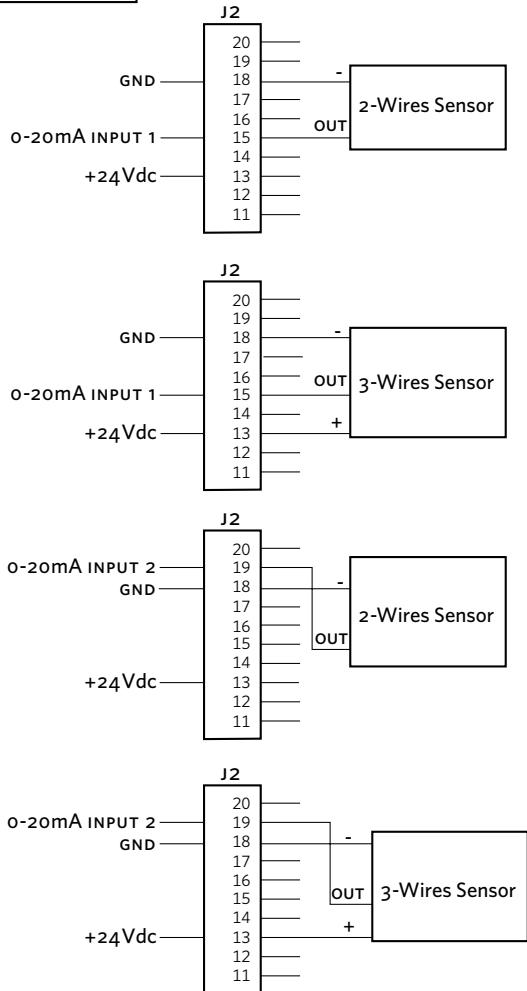 J2
20
19
GND 18 -
17 2-Wires Sensor
16 OUT
0-20mA INPUT 1 15
14
+24Vdc 13
12
11
J2
20
19
GND 18 -
17
16 OUT 3-Wires Sensor
0-20mA INPUT 1 15
14 +
+24Vdc 13
12
11
J2
20
0-20mA INPUT 2 19
GND 18 -
17 2-Wires Sensor
16
15 OUT
14
+24Vdc 13
12
11
J2
20
0-20mA INPUT 2 19
GND 18 -
17
16
15 OUT 3-Wires Sensor
14 +
+24Vdc 13
12
11